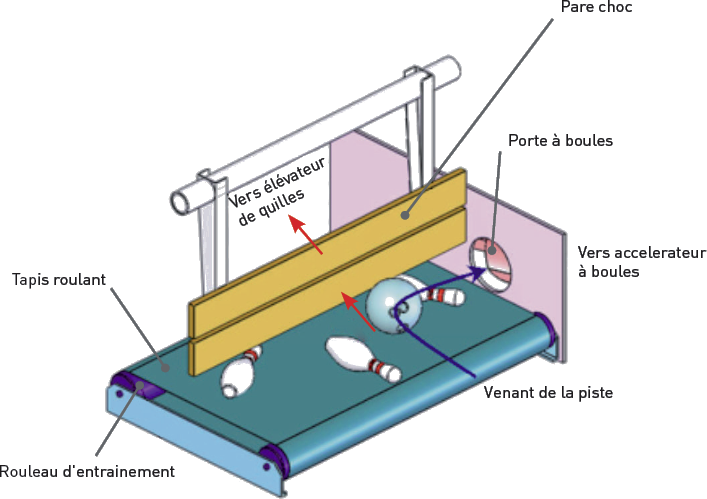 Pare choc
Porte à boules
Vers élévateur
de quilles
Vers accelerateur
à boules
Tapis roulant
Venant de la piste
Rouleau d'entrainement